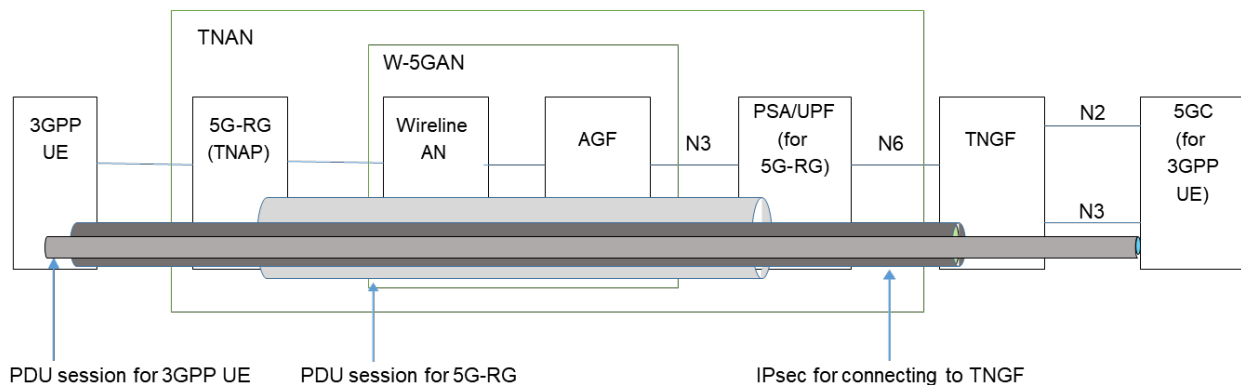 TNAN
W-5GAN
3GPP
UE
5G-RG
(TNAP)
Wireline
AN
AGF
N3
PSA/UPF
(for
5G-RG)
N6
TNGF
N2
N3
5GC
(for
3GPP
UE)
PDU session for 3GPP UE
PDU session for 5G-RG
IPsec for connecting to TNGF